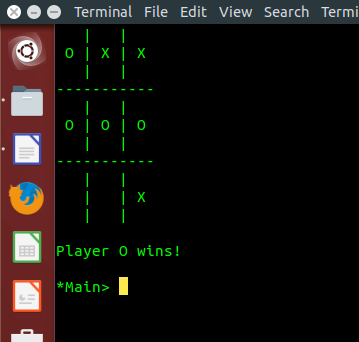 Terminal File Edit View Search Termi
   |   |
 O | X | X
   |   |
-----------
   |   |
 O | O | O
   |   |
-----------
   |   |
   |   | X
   |   |
Player O wins!
*Main>